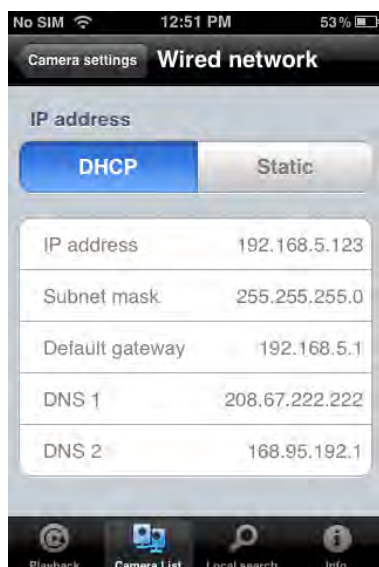 No SIM 12:51 PM 53%
Camera settings Wired network
IP address
DHCP Static
IP address 192.168.5.123
Subnet mask 255.255.255.0
Default gateway 192.168.5.1
DNS 1 208.67.222.222
DNS 2 168.95.192.1
Playback Camera List Local search Info